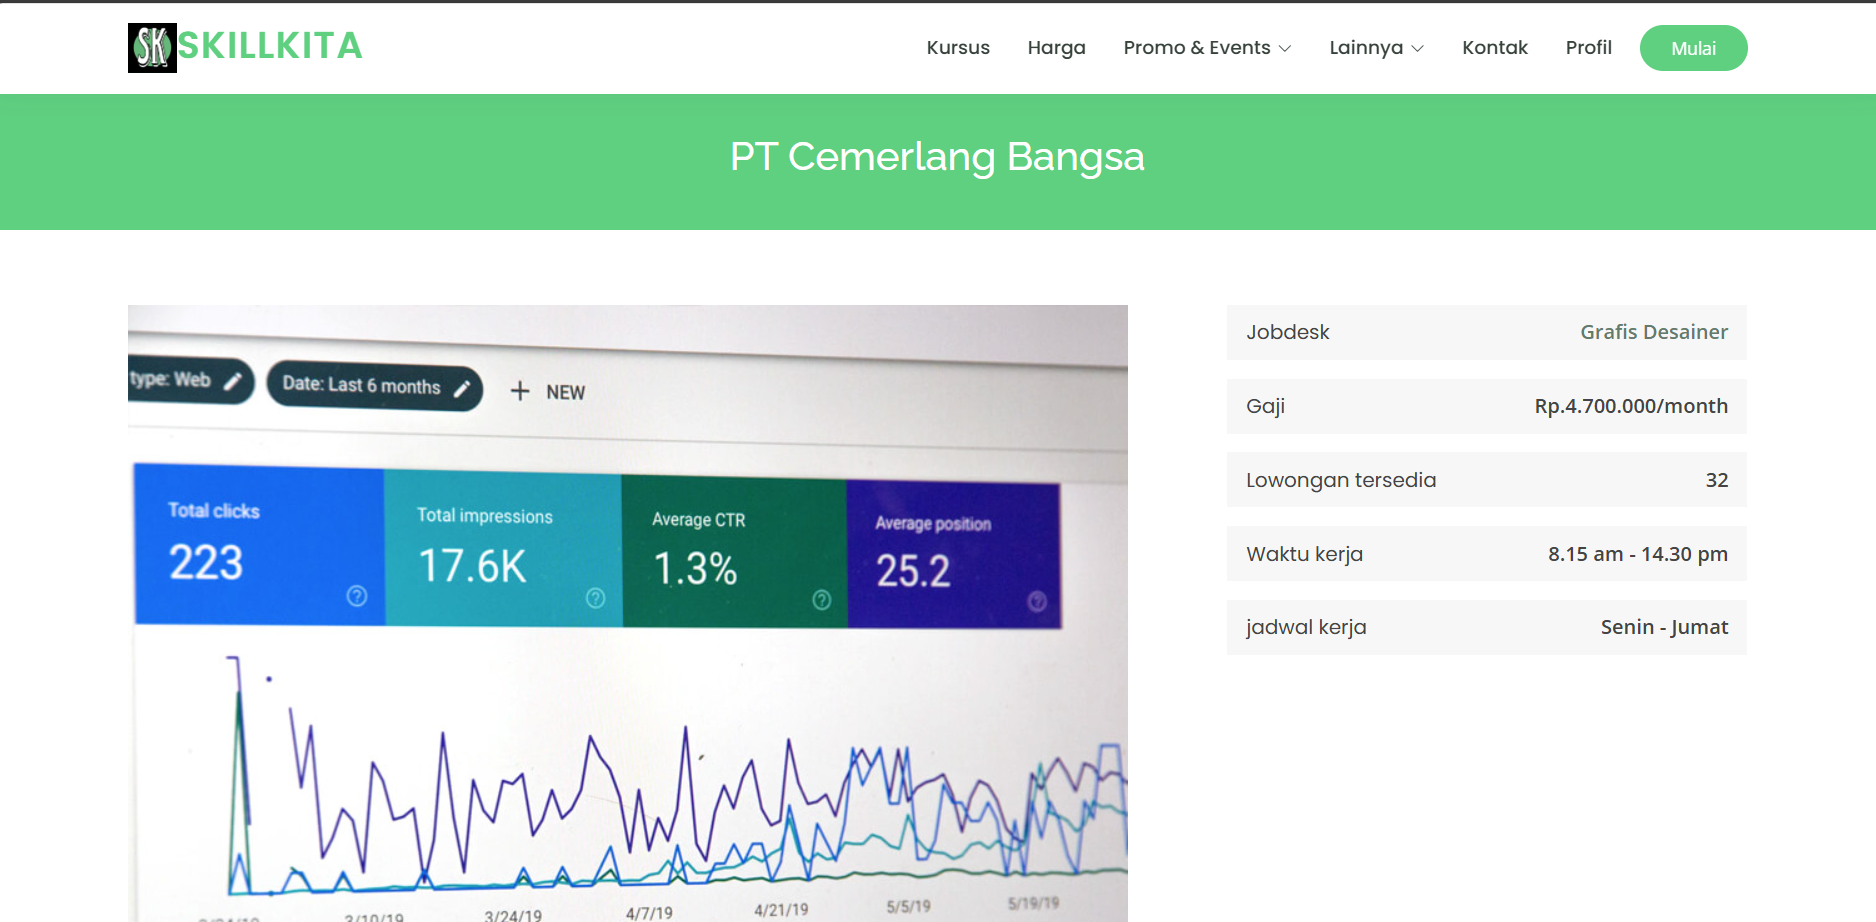 SK SKILLKITA
Kursus Harga Promo & Events Lainnya Kontak Profil Mulai
PT Cemerlang Bangsa
type: Web Date: Last 6 months + NEW
Total clicks
223
Total impressions
17.6K
Average CTR
1.3%
Average position
25.2
3/10/19 3/24/19 4/7/19 4/21/19 5/5/19 5/19/19
Jobdesk Grafis Desainer
Gaji Rp.4.700.000/month
Lowongan tersedia 32
Waktu kerja 8.15 am - 14.30 pm
jadwal kerja Senin - Jumat